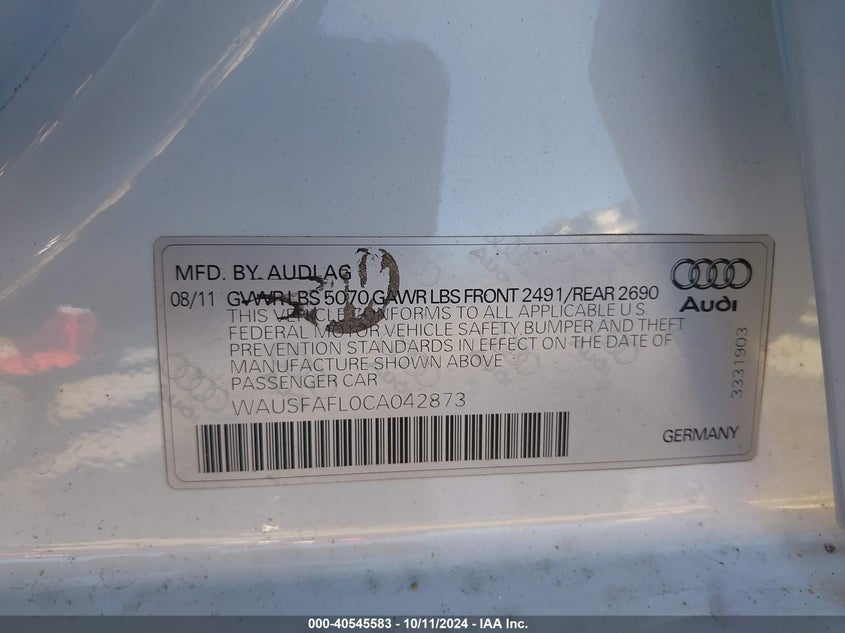 MFD. BY. AUDI AG
08/11 GVWR LBS 5070 GAWR LBS FRONT 2491/REAR 2690
THIS VEHICLE CONFORMS TO ALL APPLICABLE U S
FEDERAL MOTOR VEHICLE SAFETY, BUMPER AND THEFT
PREVENTION STANDARDS IN EFFECT ON THE DATE OF
MANUFACTURE SHOWN ABOVE
PASSENGER CAR
WAUSFAFL0CA042873
Audi
3331903
GERMANY
000-40545583 - 10/11/2024 - IAA Inc.